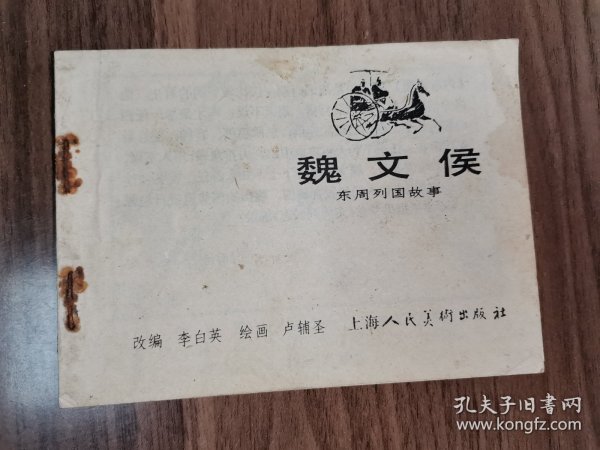 魏文侯
东周列国故事
改编 李白英 绘画 卢辅圣 上海人民美術出版社
孔夫子旧书网
www.kongfz.com